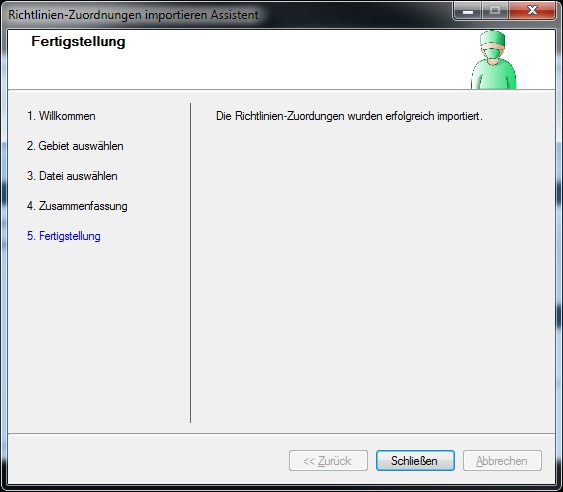 Richtlinien-Zuordnungen importieren Assistent
Fertigstellung
1. Willkommen
2. Gebiet auswählen
3. Datei auswählen
4. Zusammenfassung
5. Fertigstellung
Die Richtlinien-Zuordungen wurden erfolgreich importiert.
<< Zurück
Schließen
Abbrechen